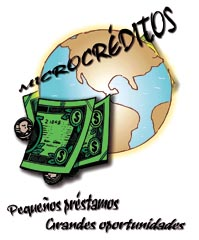 MICROCRÉDITOS
Pequeños préstamos
Grandes oportunidades